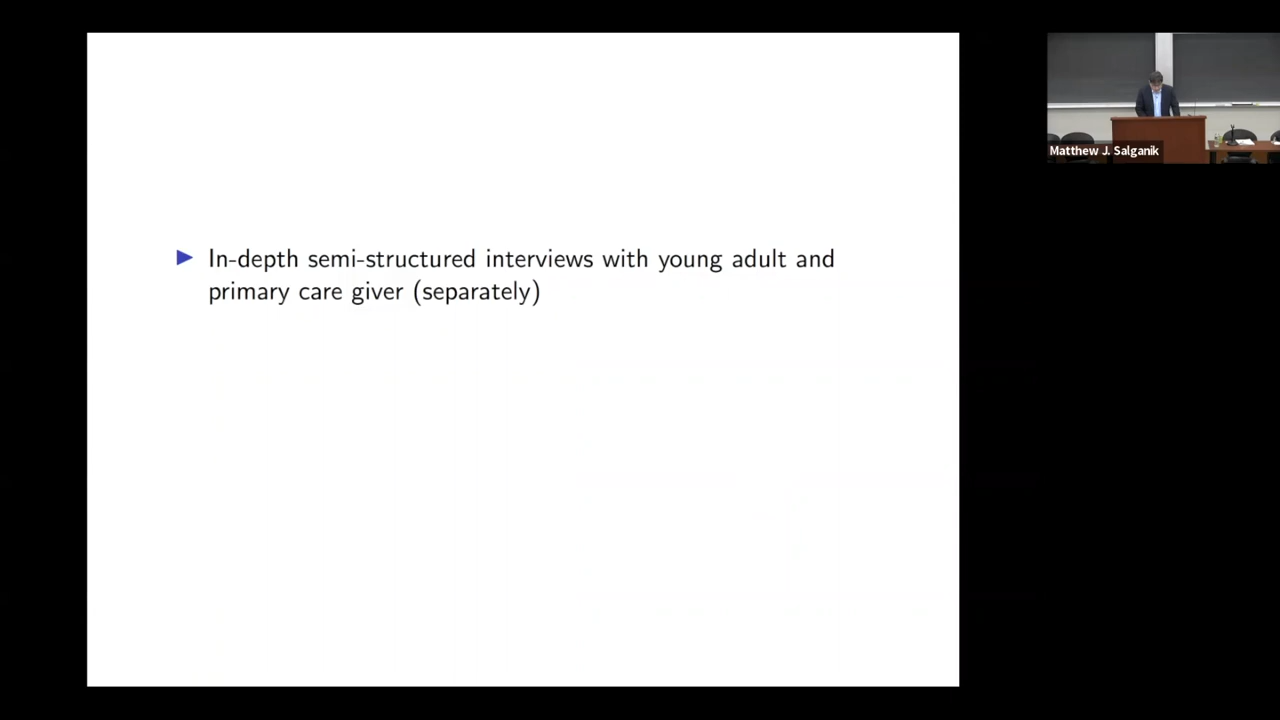 ▶ In-depth semi-structured interviews with young adult and
primary care giver (separately)
Matthew J. Salganik